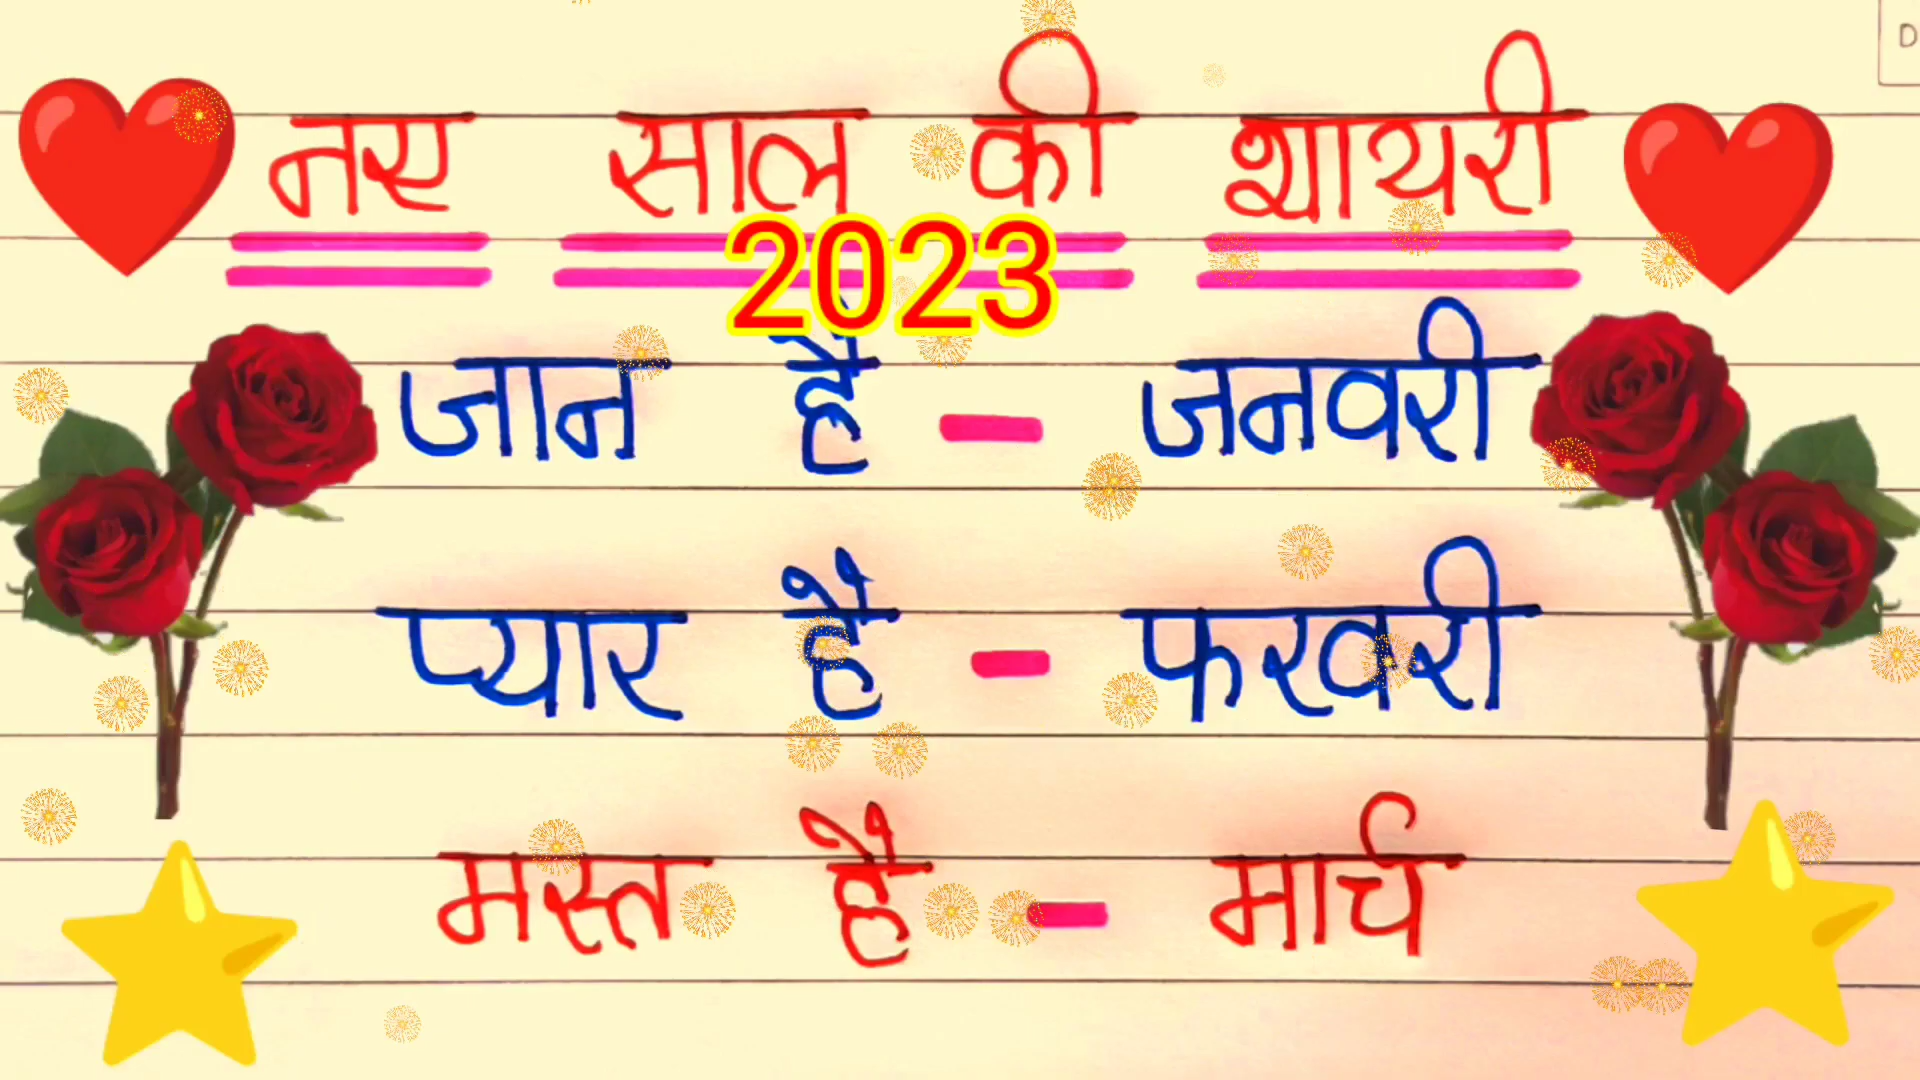 नए साल की शायरी
2023
जान है - जनवरी
प्यार है - फरवरी
मस्त है - मार्च